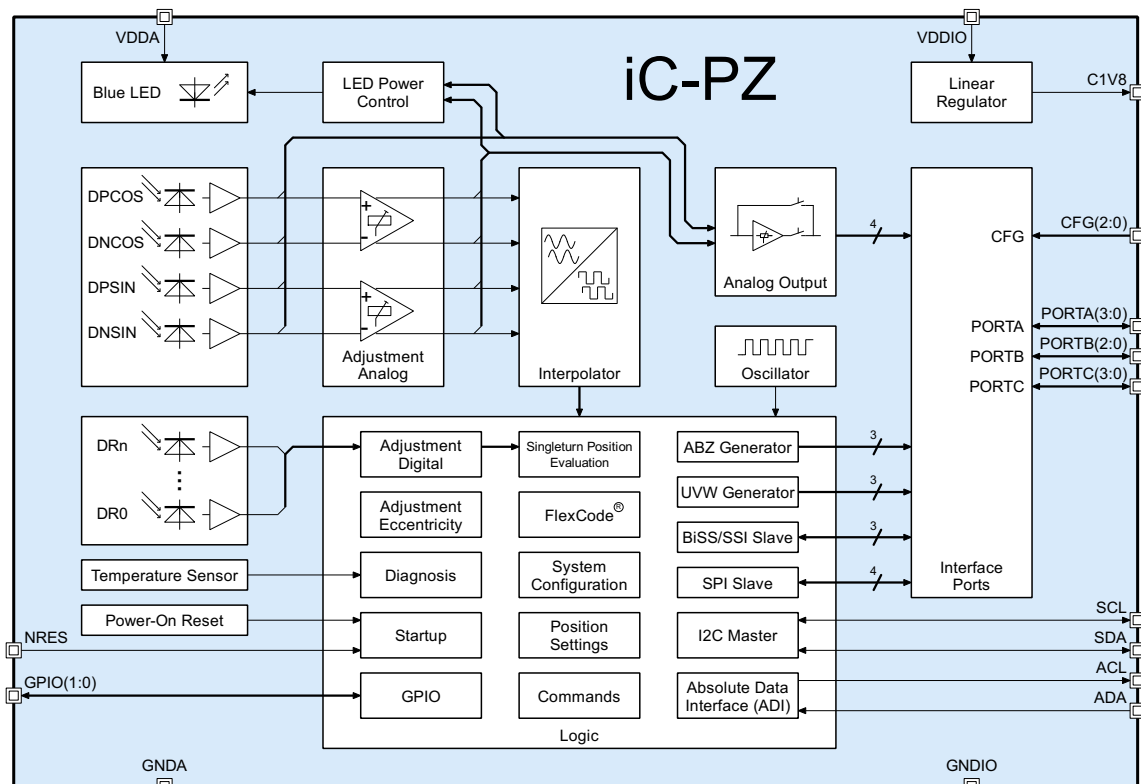 VDDA
VDDIO
iC-PZ
Blue LED
LED Power
Control
Linear
Regulator
C1V8
DPCOS
DNCOS
DPSIN
DNSIN
+
-
+
-
Adjustment
Analog
Interpolator
Analog Output
4
CFG
CFG(2:0)
PORTA
PORTA(3:0)
PORTB
PORTB(2:0)
PORTC
PORTC(3:0)
Oscillator
DRn
DR0
Adjustment
Digital
Singleturn Position
Evaluation
ABZ Generator
3
Adjustment
Eccentricity
FlexCode®
UVW Generator
3
BiSS/SSI Slave
3
Temperature Sensor
Diagnosis
System
Configuration
SPI Slave
4
Interface
Ports
Power-On Reset
NRES
Startup
Position
Settings
I2C Master
SCL
SDA
GPIO(1:0)
GPIO
Commands
Absolute Data
Interface (ADI)
ACL
ADA
Logic
GNDA
GNDIO